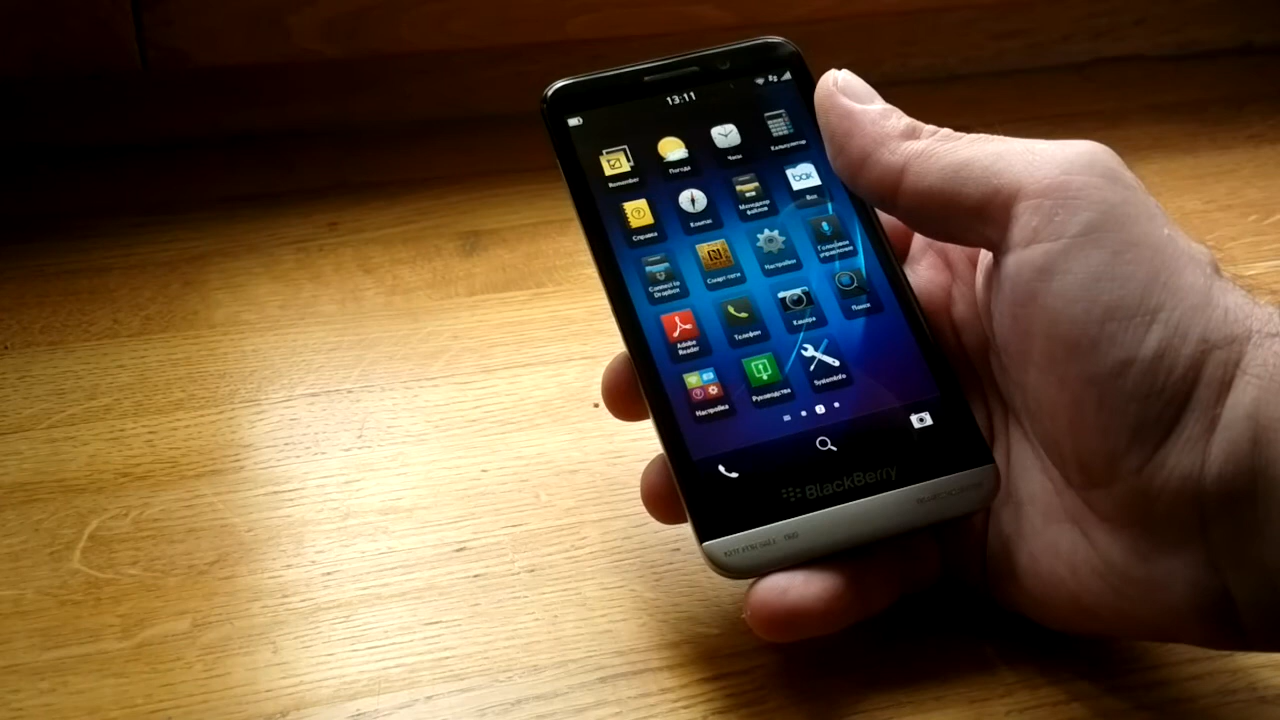 13:11
Remember
Погода
Часы
Калькулятор
Справка
Компас
Менеджер
файлов
box
Box
Connect to
Dropbox
Смарт-теги
Настройки
Голосовое
управление
Adobe
Reader
Телефон
Камера
Поиск
Настройка
Руководства
SystemInfo
BlackBerry